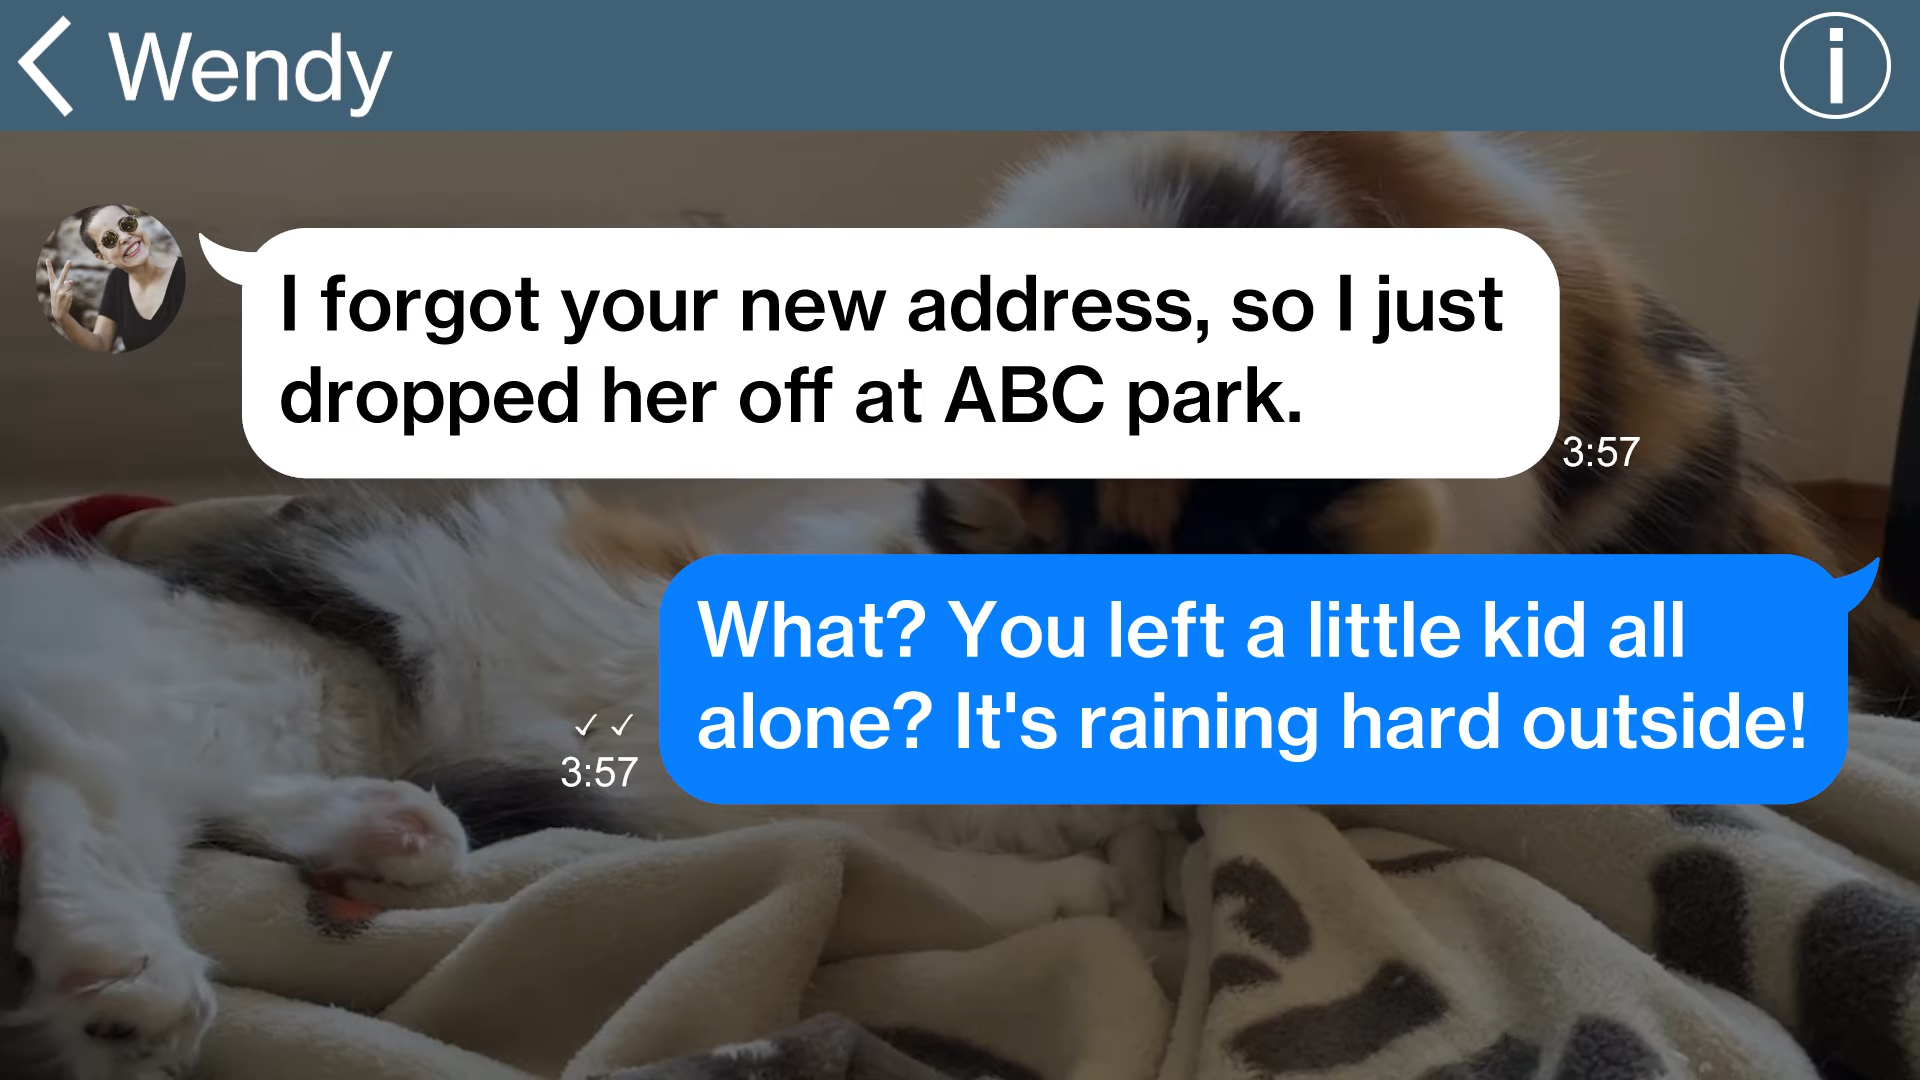 Wendy
I forgot your new address, so I just
dropped her off at ABC park.
3:57
What? You left a little kid all
alone? It's raining hard outside!
3:57